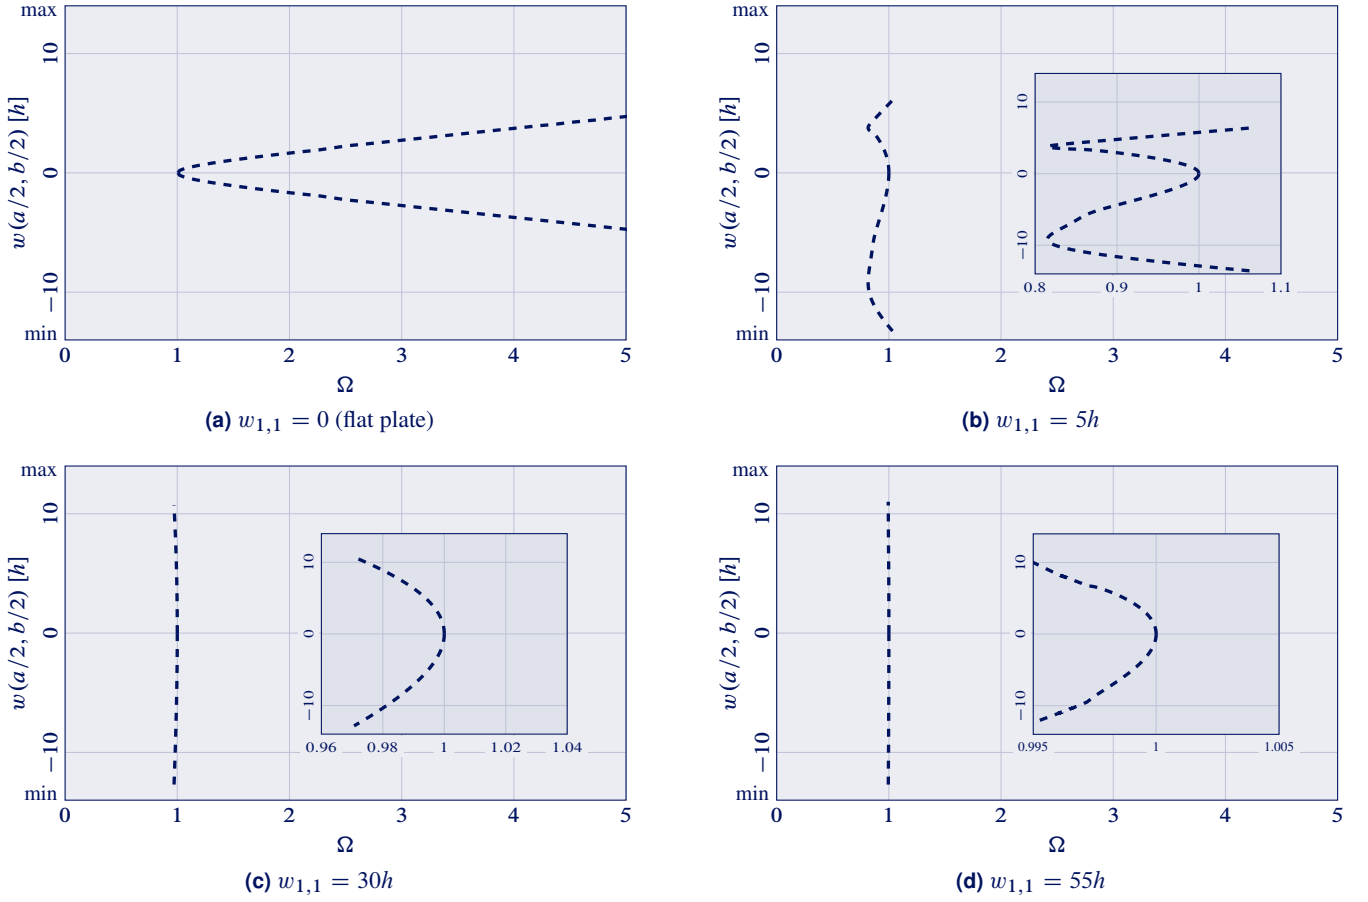 max
10
0
−10
min
w(a/2, b/2) [h]
0 1 2 3 4 5
Ω
(a) w1,1 = 0 (flat plate)
max
10
0
−10
min
w(a/2, b/2) [h]
10
0
−10
0.8 0.9 1 1.1
0 1 2 3 4 5
Ω
(b) w1,1 = 5h
max
10
0
−10
min
w(a/2, b/2) [h]
10
0
−10
0.96 0.98 1 1.02 1.04
0 1 2 3 4 5
Ω
(c) w1,1 = 30h
max
10
0
−10
min
w(a/2, b/2) [h]
10
0
−10
0.995 1 1.005
0 1 2 3 4 5
Ω
(d) w1,1 = 55h